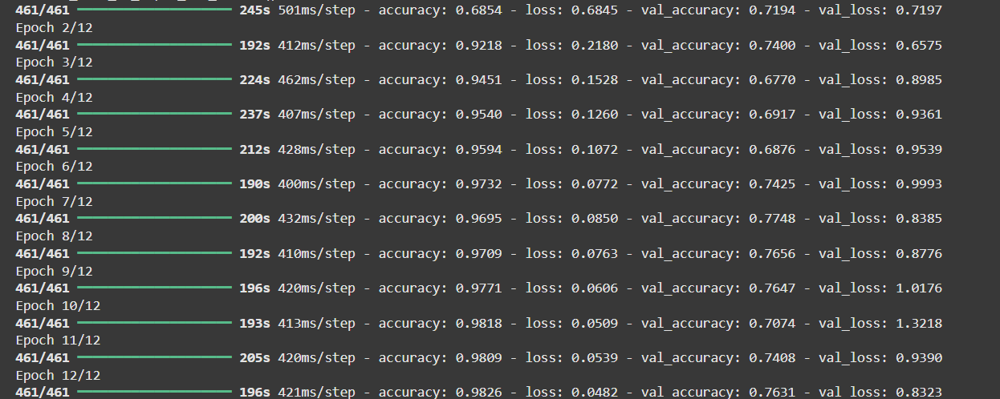 461/461 ━━━━━━━━━━━━━━━━━━━━ 245s 501ms/step - accuracy: 0.6854 - loss: 0.6845 - val_accuracy: 0.7194 - val_loss: 0.7197
Epoch 2/12
461/461 ━━━━━━━━━━━━━━━━━━━━ 192s 412ms/step - accuracy: 0.9218 - loss: 0.2180 - val_accuracy: 0.7400 - val_loss: 0.6575
Epoch 3/12
461/461 ━━━━━━━━━━━━━━━━━━━━ 224s 462ms/step - accuracy: 0.9451 - loss: 0.1528 - val_accuracy: 0.6770 - val_loss: 0.8985
Epoch 4/12
461/461 ━━━━━━━━━━━━━━━━━━━━ 237s 407ms/step - accuracy: 0.9540 - loss: 0.1260 - val_accuracy: 0.6917 - val_loss: 0.9361
Epoch 5/12
461/461 ━━━━━━━━━━━━━━━━━━━━ 212s 428ms/step - accuracy: 0.9594 - loss: 0.1072 - val_accuracy: 0.6876 - val_loss: 0.9539
Epoch 6/12
461/461 ━━━━━━━━━━━━━━━━━━━━ 190s 400ms/step - accuracy: 0.9732 - loss: 0.0772 - val_accuracy: 0.7425 - val_loss: 0.9993
Epoch 7/12
461/461 ━━━━━━━━━━━━━━━━━━━━ 200s 432ms/step - accuracy: 0.9695 - loss: 0.0850 - val_accuracy: 0.7748 - val_loss: 0.8385
Epoch 8/12
461/461 ━━━━━━━━━━━━━━━━━━━━ 192s 410ms/step - accuracy: 0.9709 - loss: 0.0763 - val_accuracy: 0.7656 - val_loss: 0.8776
Epoch 9/12
461/461 ━━━━━━━━━━━━━━━━━━━━ 196s 420ms/step - accuracy: 0.9771 - loss: 0.0606 - val_accuracy: 0.7647 - val_loss: 1.0176
Epoch 10/12
461/461 ━━━━━━━━━━━━━━━━━━━━ 193s 413ms/step - accuracy: 0.9818 - loss: 0.0509 - val_accuracy: 0.7074 - val_loss: 1.3218
Epoch 11/12
461/461 ━━━━━━━━━━━━━━━━━━━━ 205s 420ms/step - accuracy: 0.9809 - loss: 0.0539 - val_accuracy: 0.7408 - val_loss: 0.9390
Epoch 12/12
461/461 ━━━━━━━━━━━━━━━━━━━━ 196s 421ms/step - accuracy: 0.9826 - loss: 0.0482 - val_accuracy: 0.7631 - val_loss: 0.8323